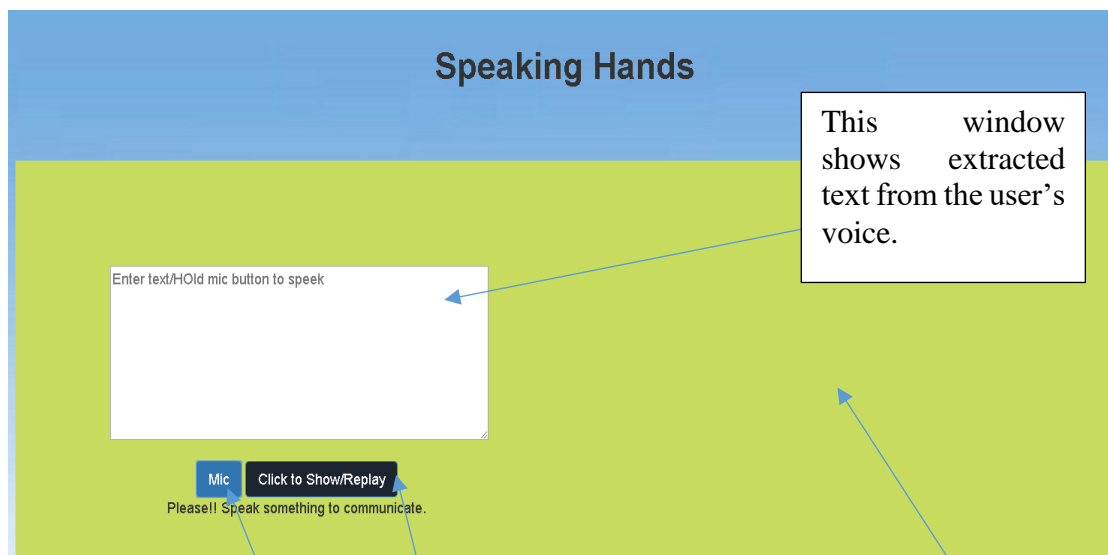 Speaking Hands
This window
shows extracted
text from the user’s
voice.
Enter text/HOld mic button to speek
Mic
Click to Show/Replay
Please!! Speak something to communicate.